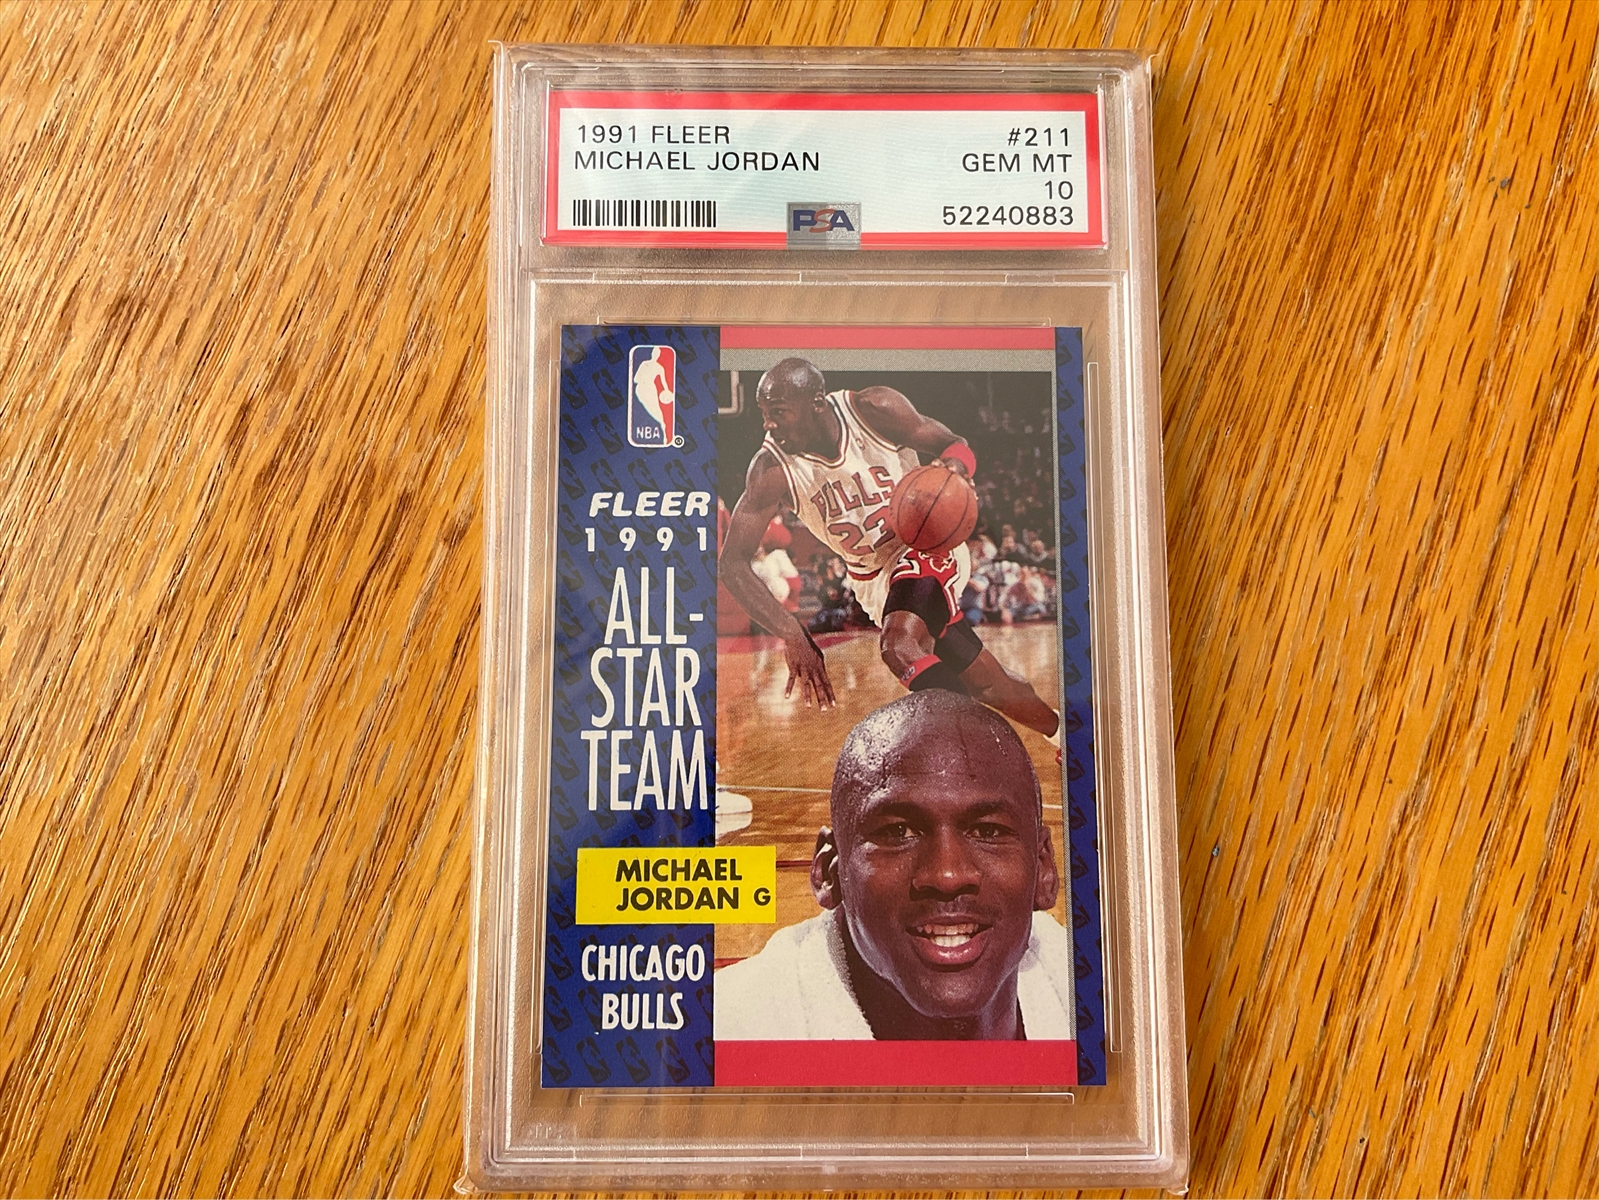 1991 FLEER #211
MICHAEL JORDAN GEM MT
10
PSA 52240883
NBA
FLEER
1991
ALL-
STAR
TEAM
MICHAEL
JORDAN G
CHICAGO
BULLS
BULLS
23